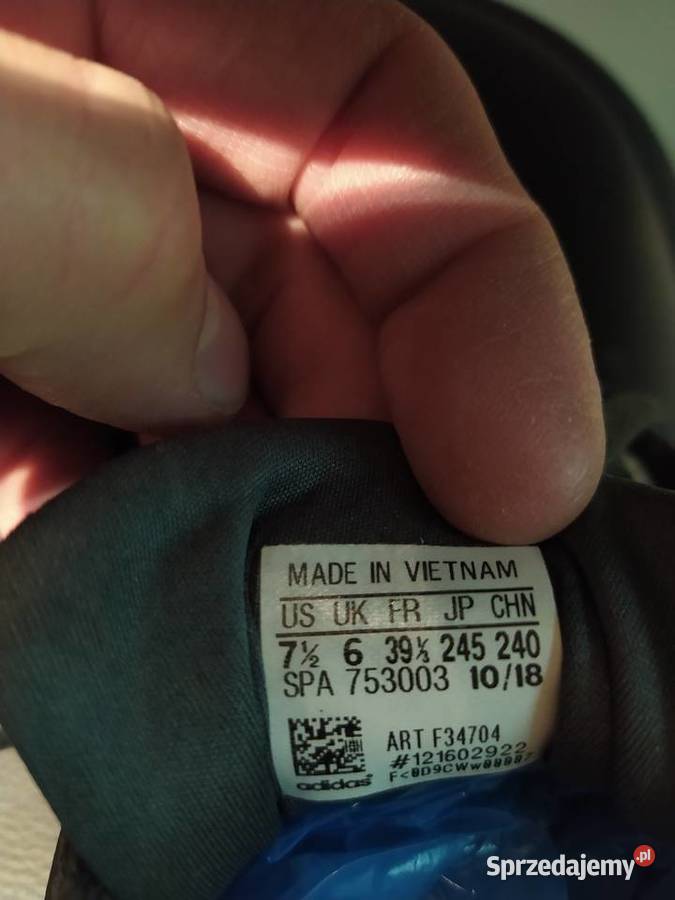 MADE IN VIETNAM
US UK FR JP CHN
7½ 6 39⅓ 245 240
SPA 753003 10/18
ART F34704
#121602922
adidas
Sprzedajemy.pl